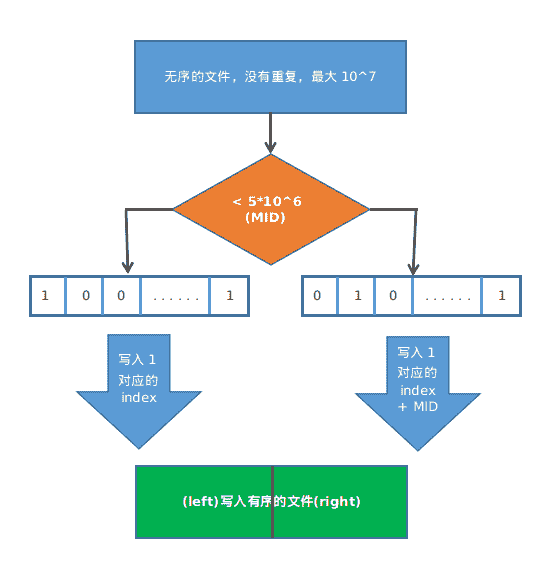 无序的文件，没有重复，最大 10^7
< 5*10^6
(MID)
1 0 0 ...... 1
0 1 0 ...... 1
写入 1
对应的
index
写入 1
对应的
index
+ MID
(left)写入有序的文件(right)